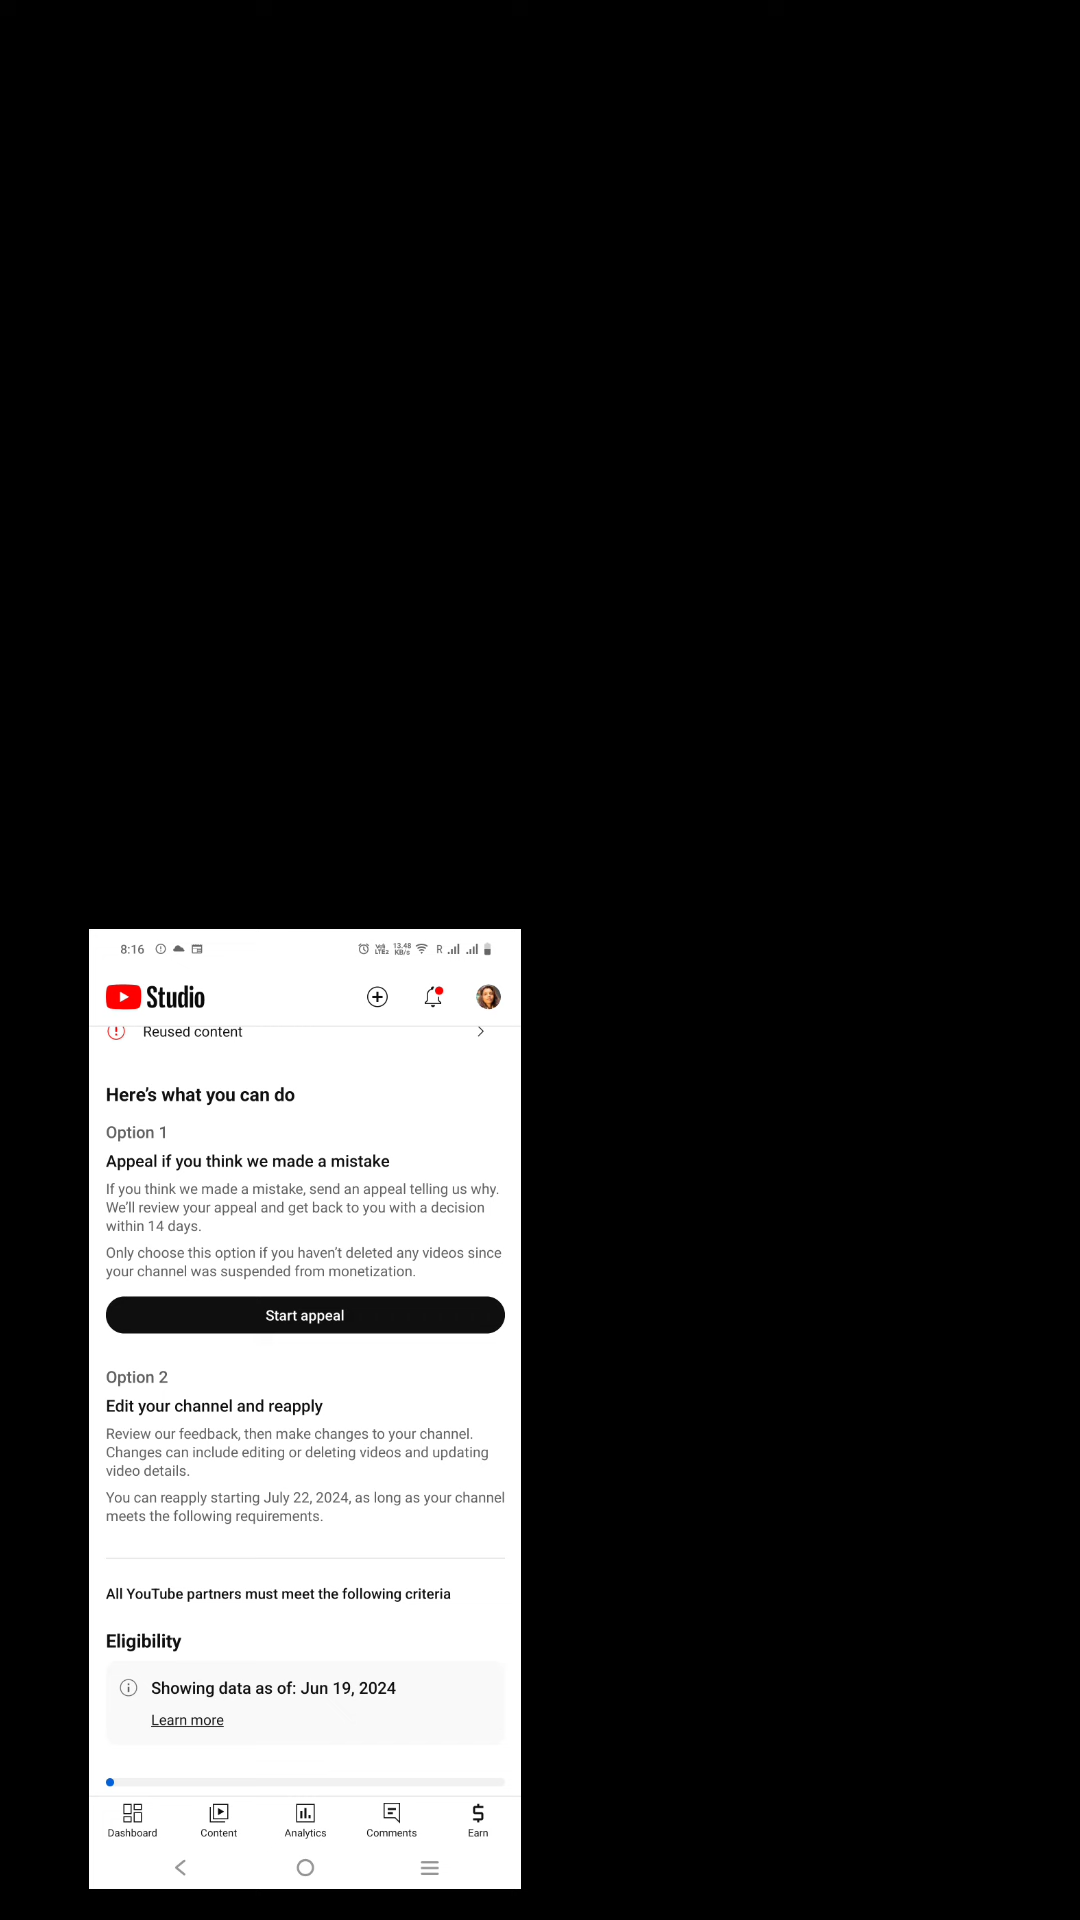 8:16
13.48
KB/s
R
Studio
Reused content
Here's what you can do
Option 1
Appeal if you think we made a mistake
If you think we made a mistake, send an appeal telling us why.
We'll review your appeal and get back to you with a decision
within 14 days.
Only choose this option if you haven't deleted any videos since
your channel was suspended from monetization.
Start appeal
Option 2
Edit your channel and reapply
Review our feedback, then make changes to your channel.
Changes can include editing or deleting videos and updating
video details.
You can reapply starting July 22, 2024, as long as your channel
meets the following requirements.
All YouTube partners must meet the following criteria
Eligibility
Showing data as of: Jun 19, 2024
Learn more
Dashboard
Content
Analytics
Comments
Earn